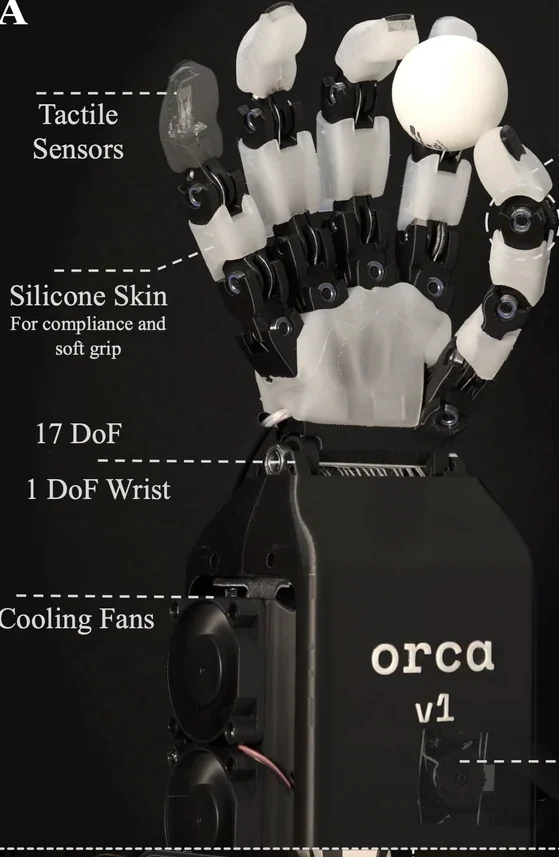 A
Tactile
Sensors
Silicone Skin
For compliance and
soft grip
17 DoF
1 DoF Wrist
Cooling Fans
orca
v1